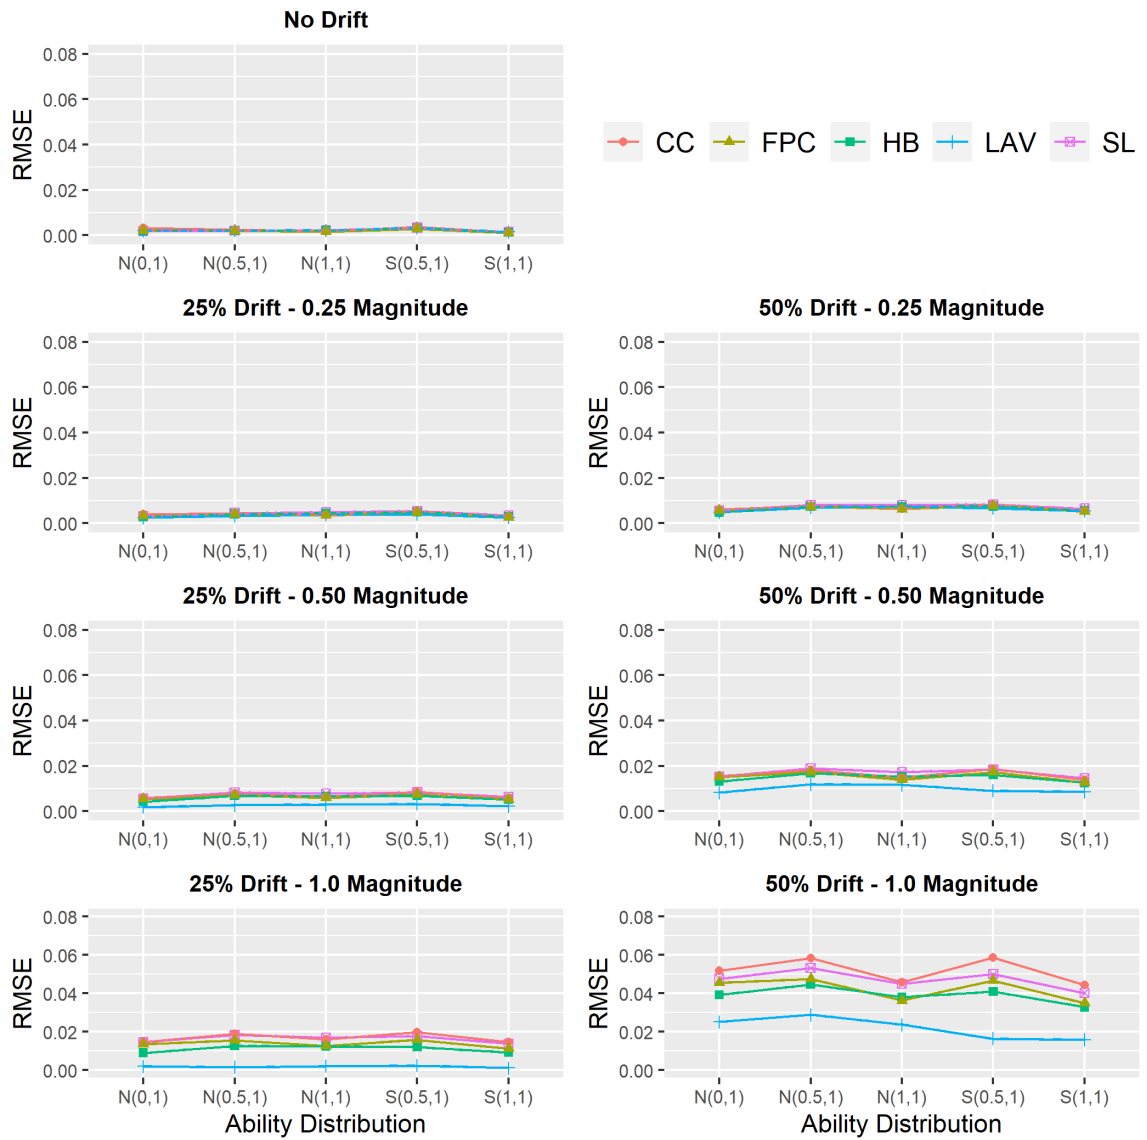 No Drift
RMSE
0.08
0.06
0.04
0.02
0.00
N(0,1) N(0.5,1) N(1,1) S(0.5,1) S(1,1)
CC FPC HB LAV SL
25% Drift - 0.25 Magnitude
RMSE
0.08
0.06
0.04
0.02
0.00
N(0,1) N(0.5,1) N(1,1) S(0.5,1) S(1,1)
50% Drift - 0.25 Magnitude
RMSE
0.08
0.06
0.04
0.02
0.00
N(0,1) N(0.5,1) N(1,1) S(0.5,1) S(1,1)
25% Drift - 0.50 Magnitude
RMSE
0.08
0.06
0.04
0.02
0.00
N(0,1) N(0.5,1) N(1,1) S(0.5,1) S(1,1)
50% Drift - 0.50 Magnitude
RMSE
0.08
0.06
0.04
0.02
0.00
N(0,1) N(0.5,1) N(1,1) S(0.5,1) S(1,1)
25% Drift - 1.0 Magnitude
RMSE
0.08
0.06
0.04
0.02
0.00
N(0,1) N(0.5,1) N(1,1) S(0.5,1) S(1,1)
Ability Distribution
50% Drift - 1.0 Magnitude
RMSE
0.08
0.06
0.04
0.02
0.00
N(0,1) N(0.5,1) N(1,1) S(0.5,1) S(1,1)
Ability Distribution